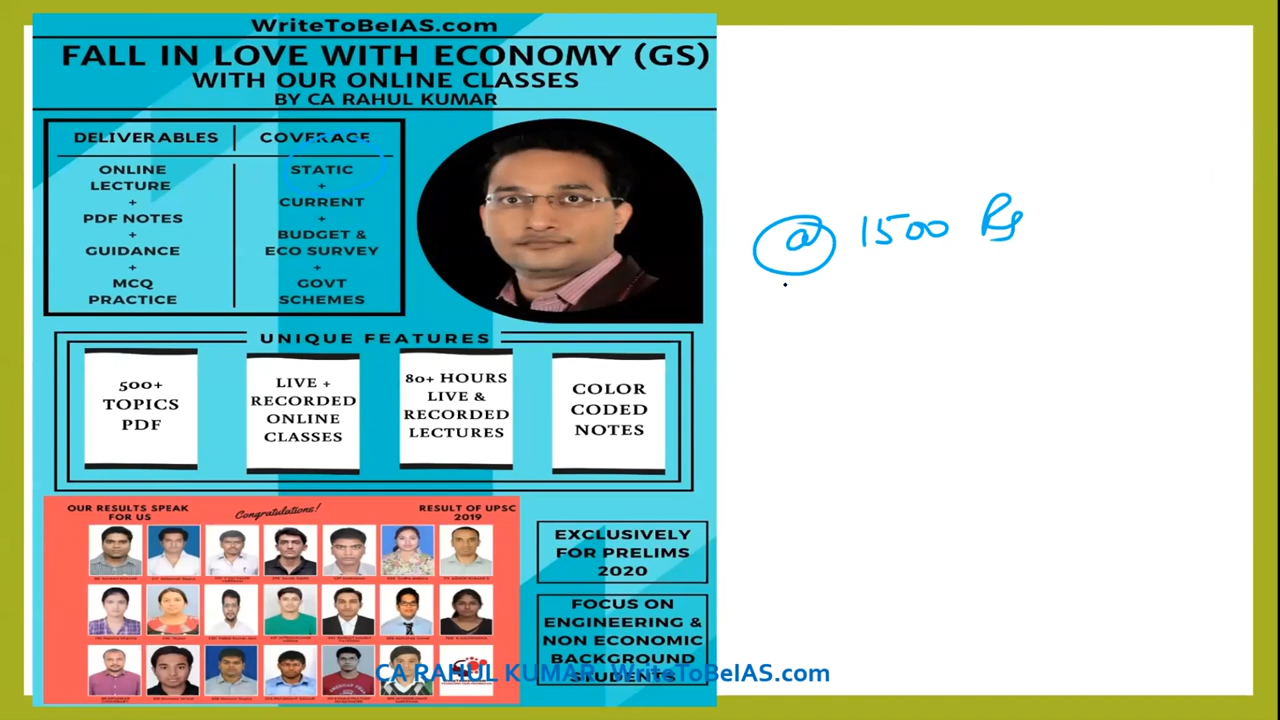 WriteToBeIAS.com
FALL IN LOVE WITH ECONOMY (GS)
WITH OUR ONLINE CLASSES
BY CA RAHUL KUMAR
DELIVERABLES
ONLINE
LECTURE
+
PDF NOTES
+
GUIDANCE
+
MCQ
PRACTICE
COVERAGE
STATIC
+
CURRENT
+
BUDGET &
ECO SURVEY
+
GOVT
SCHEMES
@ 1500 Rs
UNIQUE FEATURES
500+
TOPICS
PDF
LIVE +
RECORDED
ONLINE
CLASSES
80+ HOURS
LIVE &
RECORDED
LECTURES
COLOR
CODED
NOTES
OUR RESULTS SPEAK
FOR US
Congratulations!
RESULT OF UPSC
2019
EXCLUSIVELY
FOR PRELIMS
2020
FOCUS ON
ENGINEERING &
NON ECONOMIC
BACKGROUND
STUDENTS
CA RAHUL KUMAR WriteToBeIAS.com